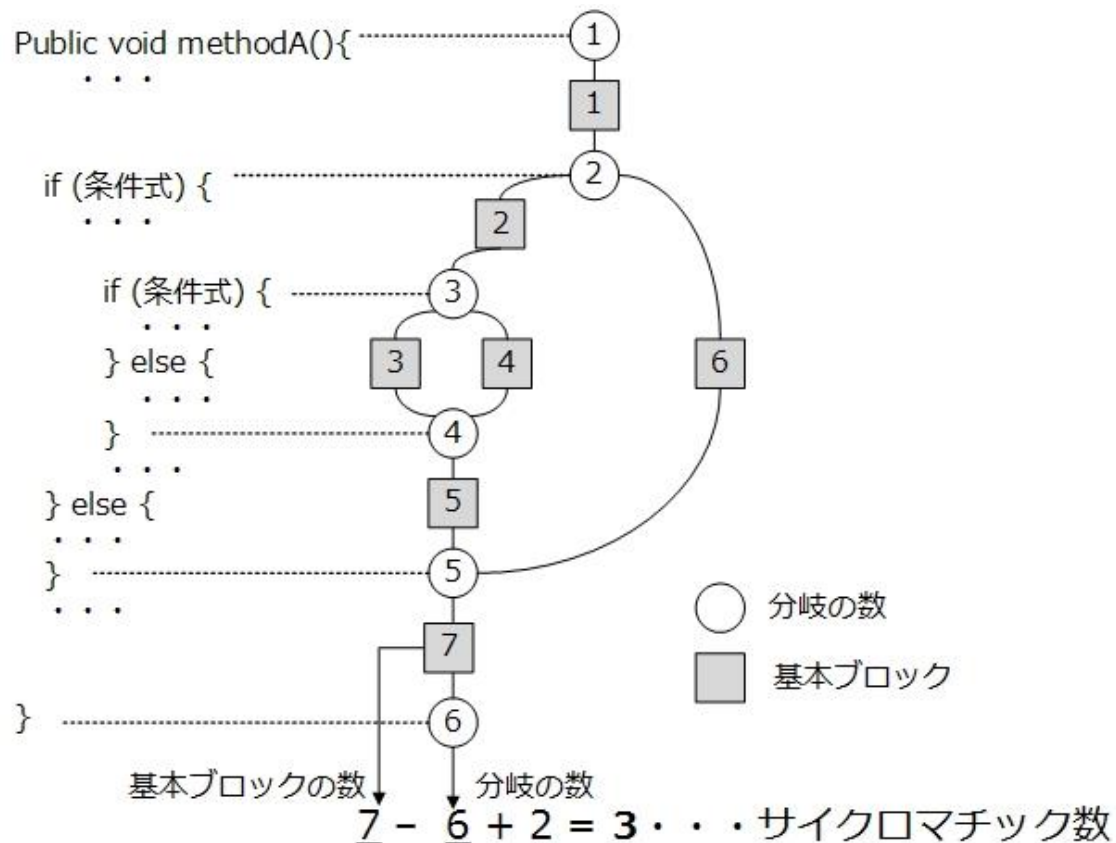 Public void methodA(){
・・・
if (条件式) {
・・・
if (条件式) {
・・・
} else {
・・・
}
・・・
} else {
・・・
}
・・・
}
1
1
2
2
3
3
4
6
4
5
5
7
6
分岐の数
基本ブロック
基本ブロックの数
分岐の数
7 - 6 + 2 = 3・・・サイクロマチック数